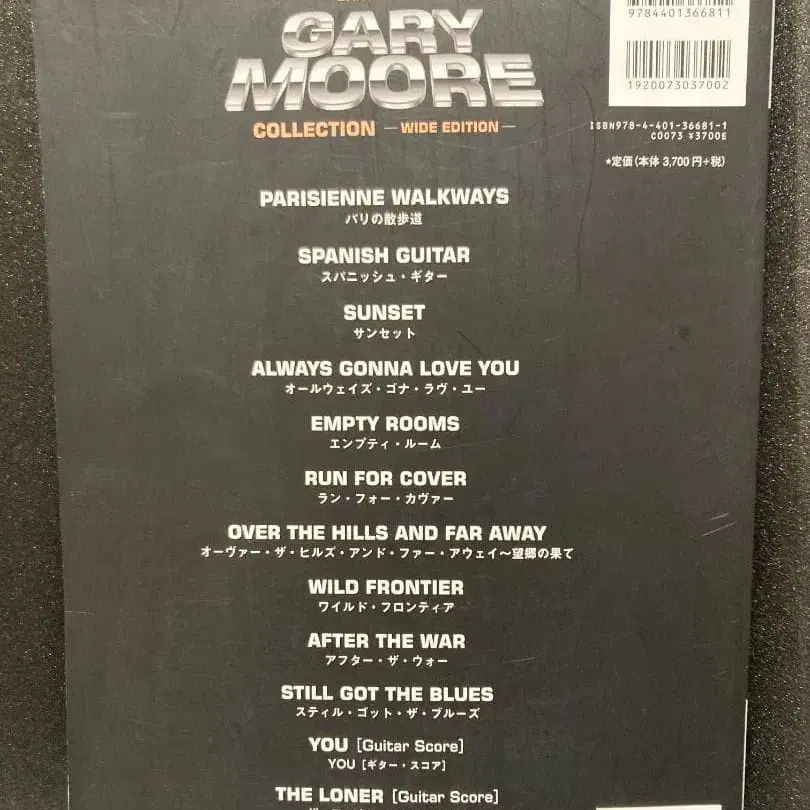 9784401366811
GARY
MOORE
COLLECTION — WIDE EDITION —
1920073037002
ISBN978-4-401-36681-1
C0073 ¥3700E
★定価(本体 3,700 円+税)
PARISIENNE WALKWAYS
パリの散歩道
SPANISH GUITAR
スパニッシュ・ギター
SUNSET
サンセット
ALWAYS GONNA LOVE YOU
オールウェイズ・ゴナ・ラヴ・ユー
EMPTY ROOMS
エンプティ・ルーム
RUN FOR COVER
ラン・フォー・カヴァー
OVER THE HILLS AND FAR AWAY
オーヴァー・ザ・ヒルズ・アンド・ファー・アウェイ〜望郷の果て
WILD FRONTIER
ワイルド・フロンティア
AFTER THE WAR
アフター・ザ・ウォー
STILL GOT THE BLUES
スティル・ゴット・ザ・ブルーズ
YOU [Guitar Score]
YOU [ギター・スコア]
THE LONER [Guitar Score]